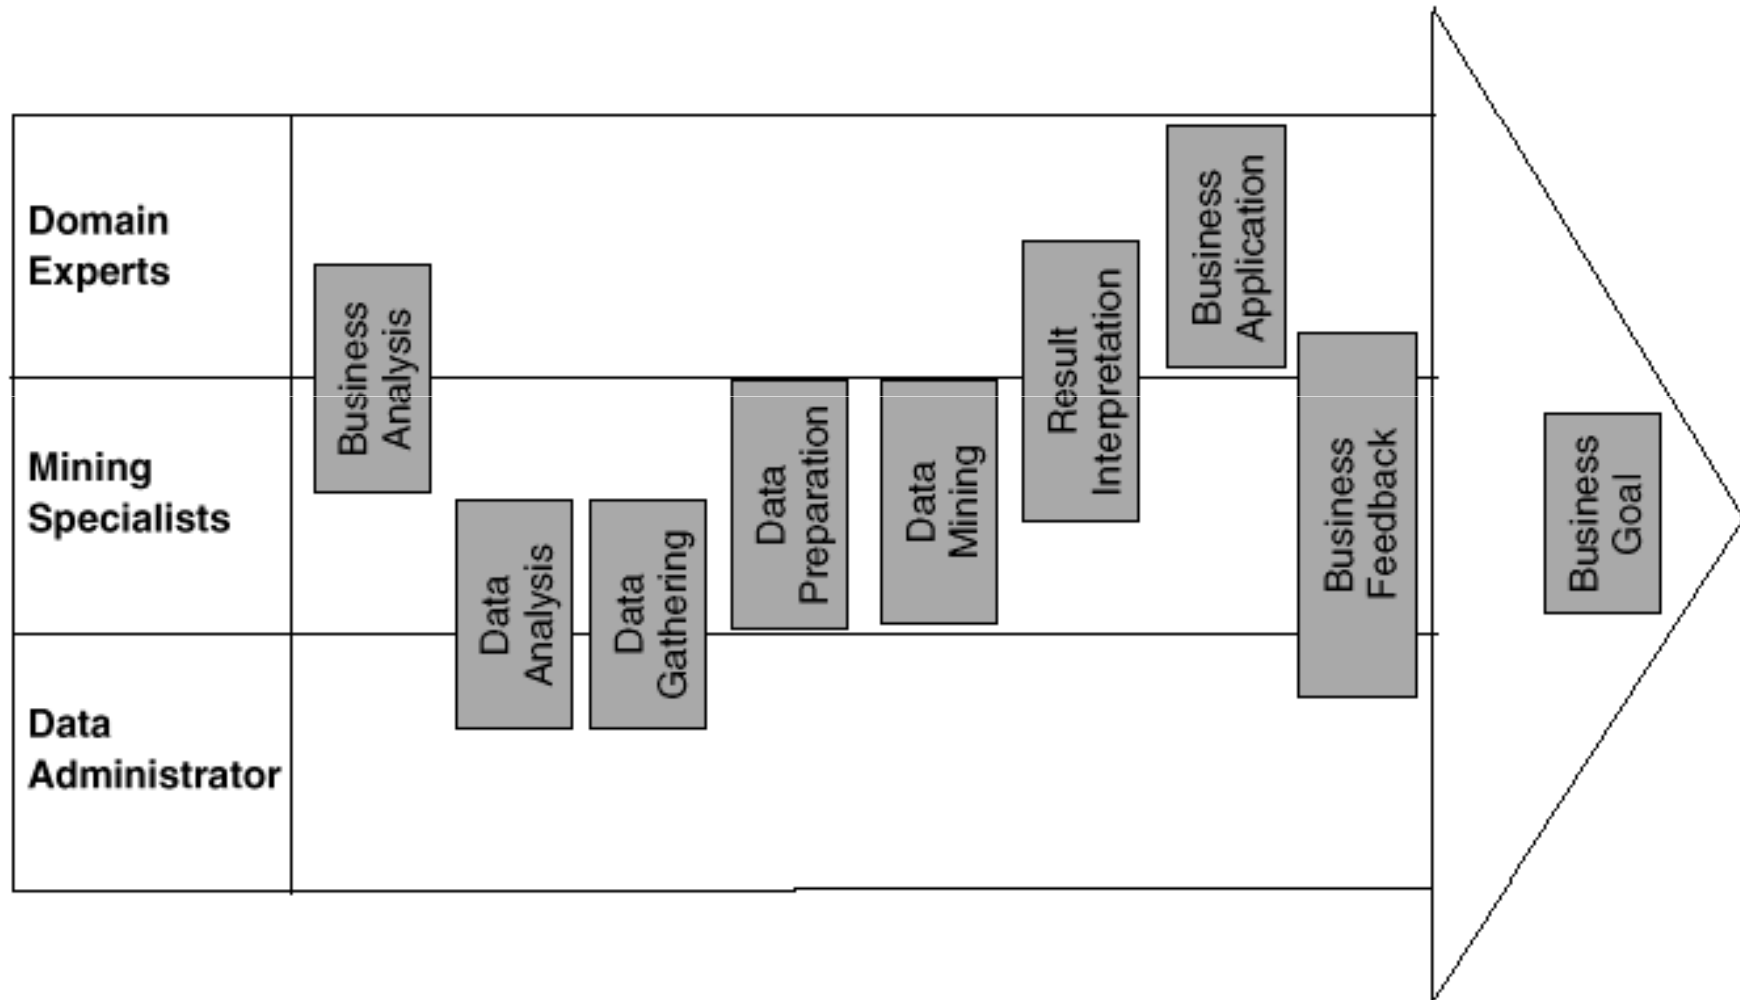 Domain
Experts
Mining
Specialists
Data
Administrator
Business
Analysis
Data
Analysis
Data
Gathering
Data
Preparation
Data
Mining
Result
Interpretation
Business
Application
Business
Feedback
Business
Goal